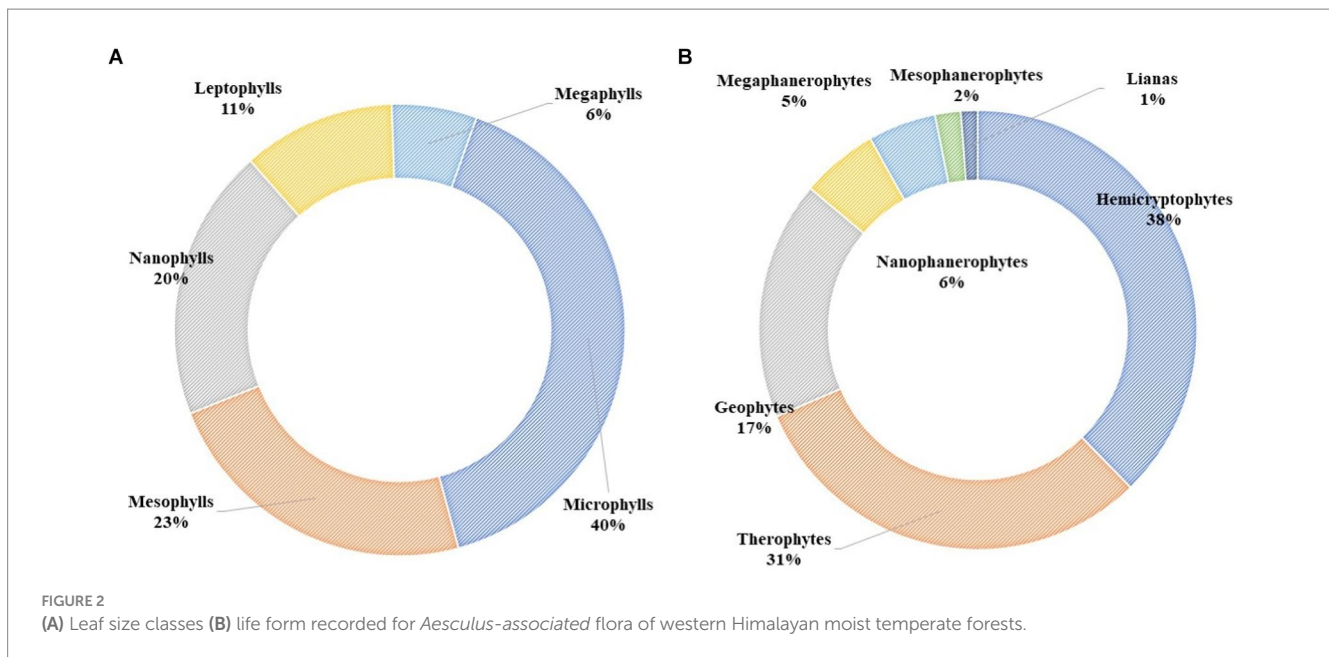 A
Leptophylls
11%
Megaphylls
6%
Nanophylls
20%
Mesophylls
23%
Microphylls
40%
B
Megaphanerophytes
5%
Mesophanerophytes
2%
Lianas
1%
Hemicryptophytes
38%
Nanophanerophytes
6%
Geophytes
17%
Therophytes
31%
FIGURE 2
(A) Leaf size classes (B) life form recorded for Aesculus-associated flora of western Himalayan moist temperate forests.